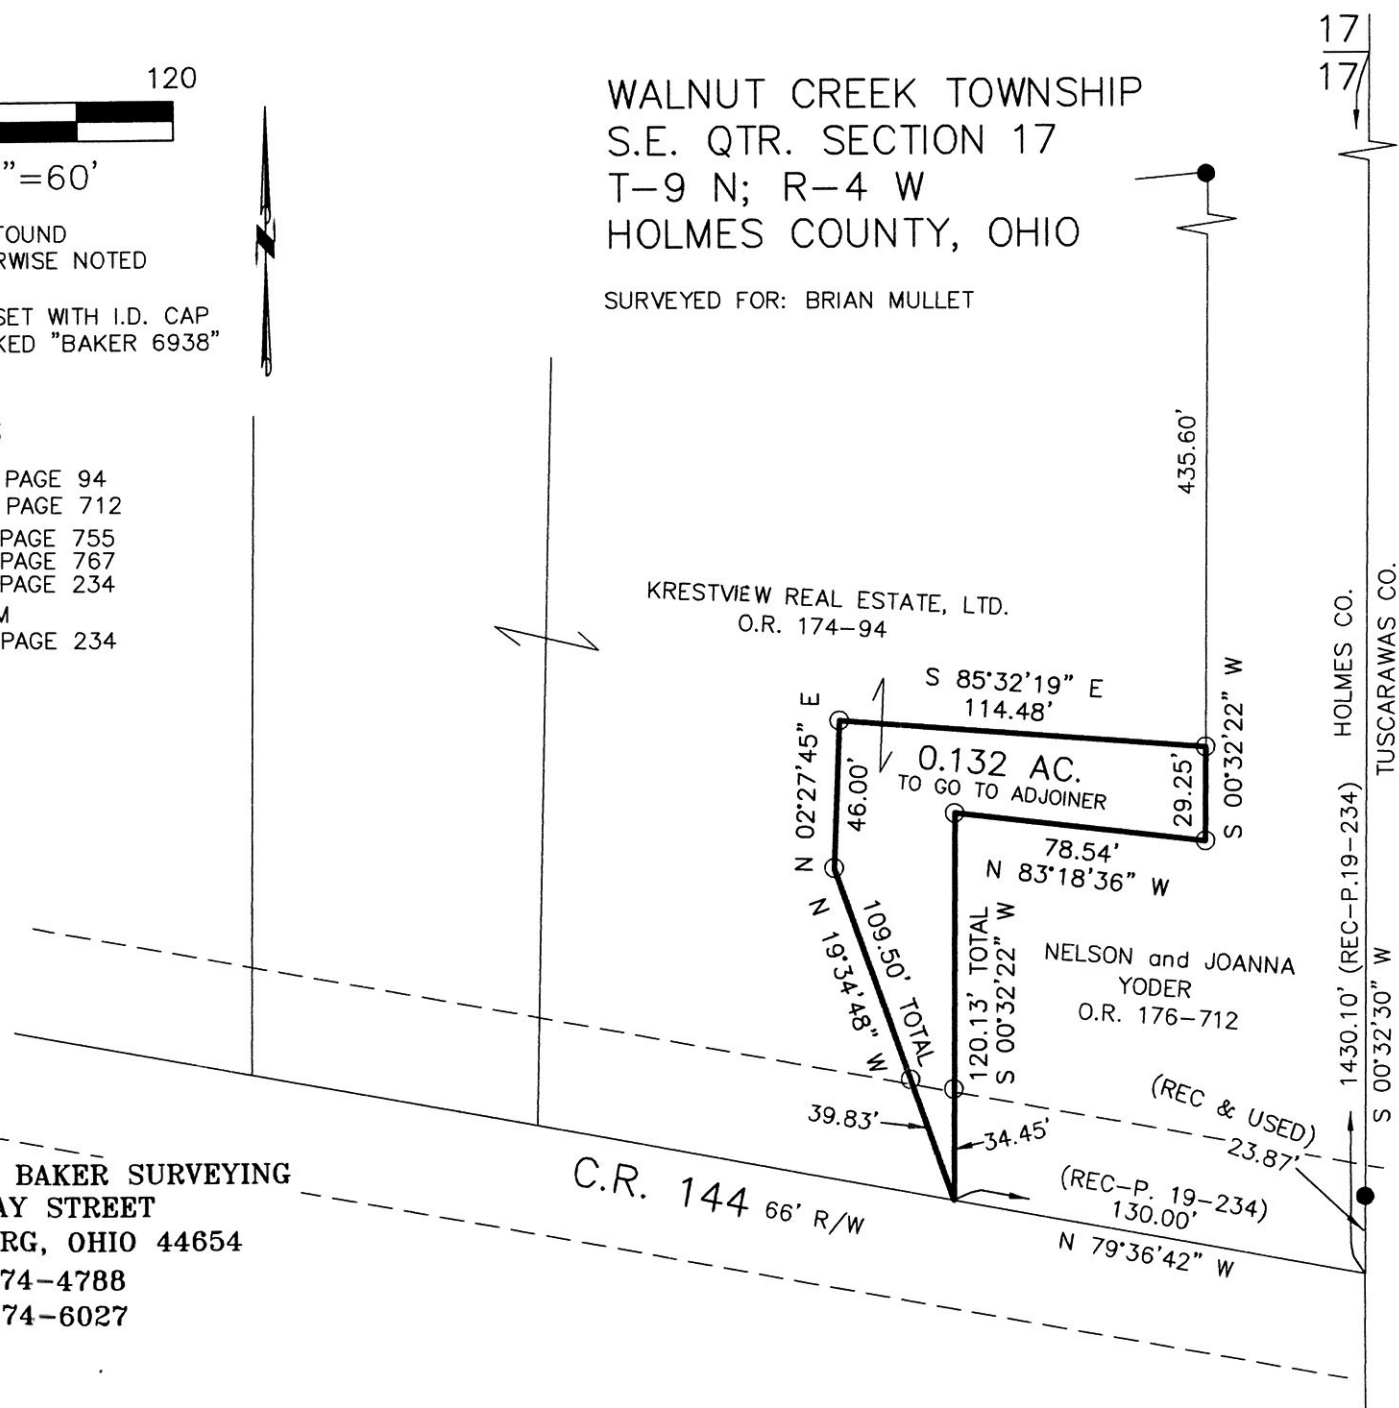 120
"=60'
FOUND
RWISE NOTED
SET WITH I.D. CAP
KED "BAKER 6938"
S
PAGE 94
PAGE 712
PAGE 755
PAGE 767
PAGE 234
M
PAGE 234
WALNUT CREEK TOWNSHIP
S.E. QTR. SECTION 17
T-9 N; R-4 W
HOLMES COUNTY, OHIO
SURVEYED FOR: BRIAN MULLET
17
17
435.60'
KRESTVIEW REAL ESTATE, LTD.
O.R. 174-94
S 85°32'19" E
114.48'
N 02°27'45" E
46.00'
0.132 AC.
TO GO TO ADJOINER
29.25'
S 00°32'22" W
78.54'
N 83°18'36" W
109.50' TOTAL
N 19°34'48" W
120.13' TOTAL
S 00°32'22" W
NELSON and JOANNA
YODER
O.R. 176-712
HOLMES CO.
TUSCARAWAS CO.
1430.10' (REC-P.19-234)
S 00°32'30" W
(REC & USED)
23.87'
39.83'
34.45'
(REC-P. 19-234)
130.00'
N 79°36'42" W
C.R. 144 66' R/W
BAKER SURVEYING
AY STREET
RG, OHIO 44654
74-4788
74-6027